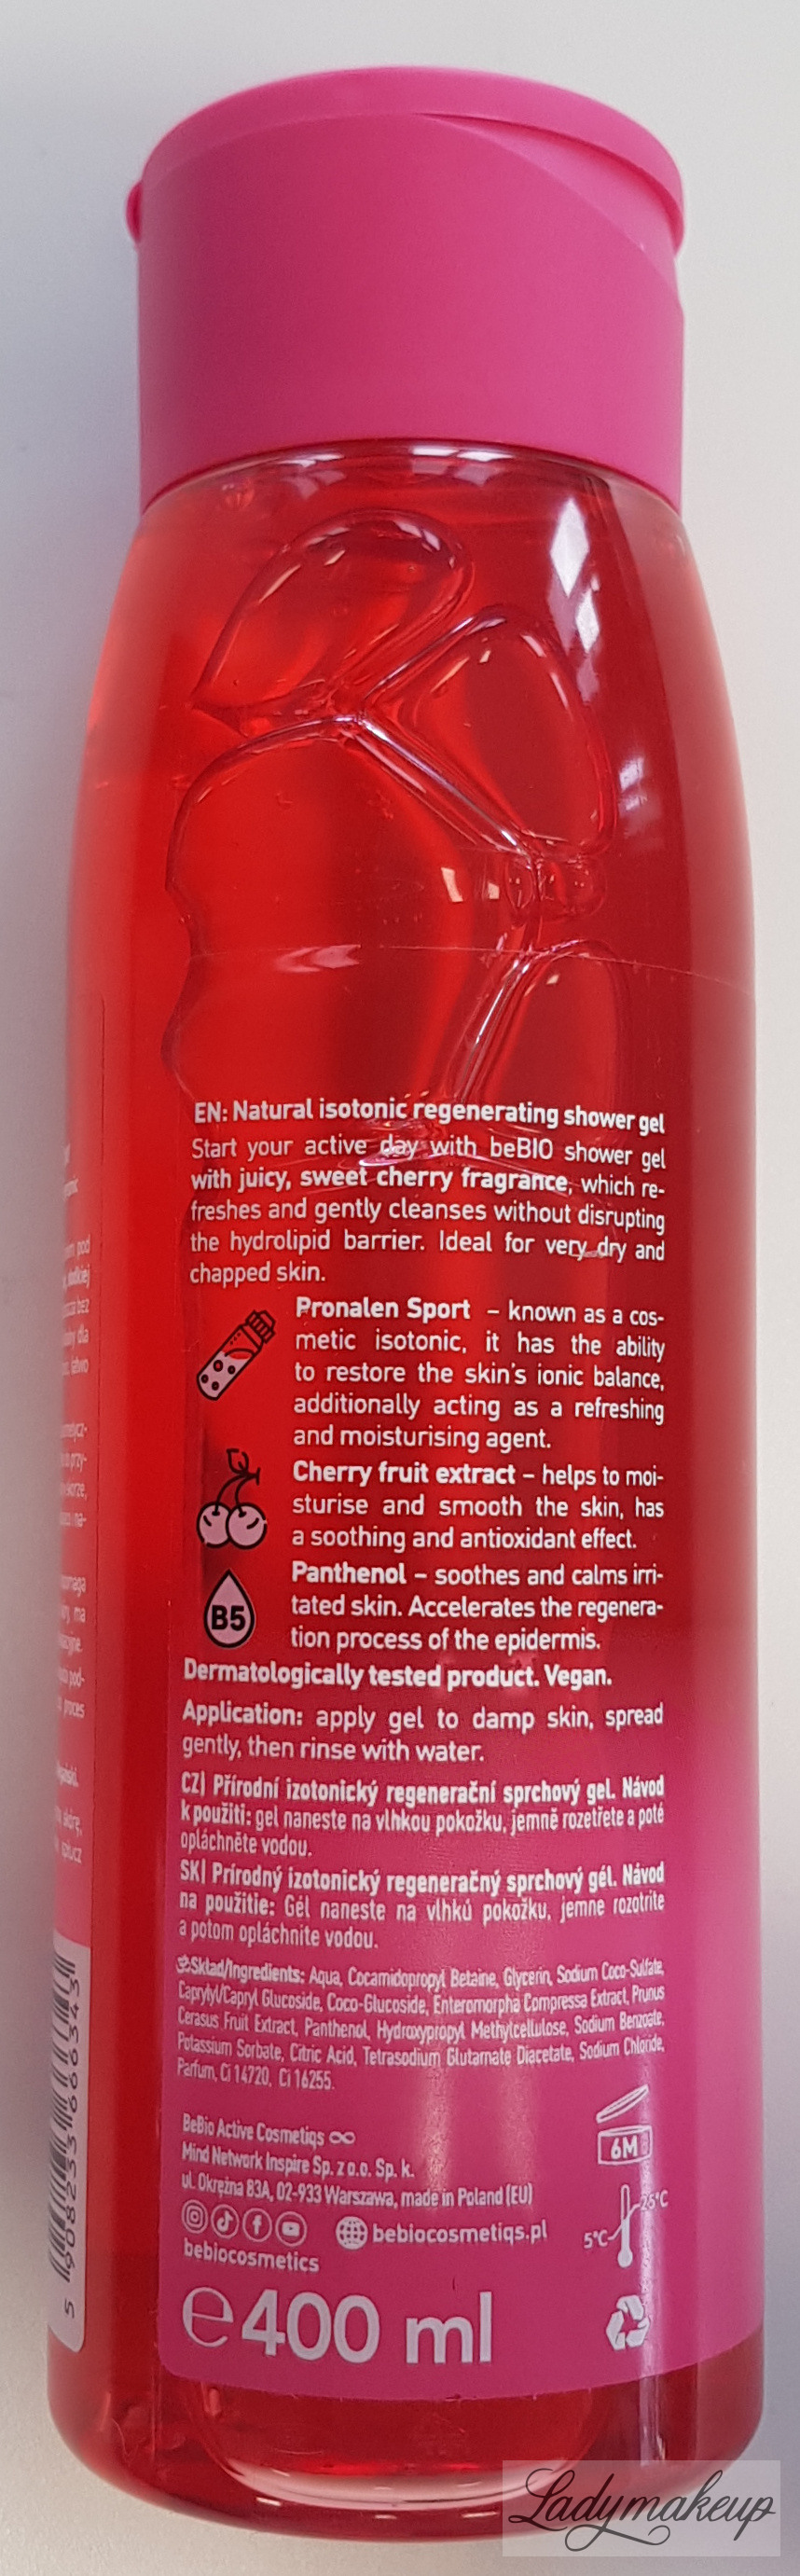 EN: Natural isotonic regenerating shower gel
Start your active day with beBIO shower gel
with juicy, sweet cherry fragrance, which re-
freshes and gently cleanses without disrupting
the hydrolipid barrier. Ideal for very dry and
chapped skin.
Pronalen Sport – known as a cos-
metic isotonic, it has the ability
to restore the skin's ionic balance,
additionally acting as a refreshing
and moisturising agent.
Cherry fruit extract – helps to moi-
sturise and smooth the skin, has
a soothing and antioxidant effect.
B5
Panthenol – soothes and calms irri-
tated skin. Accelerates the regenera-
tion process of the epidermis.
Dermatologically tested product. Vegan.
Application: apply gel to damp skin, spread
gently, then rinse with water.
CZ| Přírodní izotonický regenerační sprchový gel. Návod
k použití: gel naneste na vlhkou pokožku, jemně rozetřete a poté
opláchněte vodou.
SK| Prírodný izotonický regeneračný sprchový gél. Návod
na použitie: Gél naneste na vlhkú pokožku, jemne rozotrite
a potom opláchnite vodou.
Skład/Ingredients: Aqua, Cocamidopropyl Betaine, Glycerin, Sodium Coco-Sulfate,
Caprylyl/Capryl Glucoside, Coco-Glucoside, Enteromorpha Compressa Extract, Prunus
Cerasus Fruit Extract, Panthenol, Hydroxypropyl Methylcellulose, Sodium Benzoate,
Potassium Sorbate, Citric Acid, Tetrasodium Glutamate Diacetate, Sodium Chloride,
Parfum, Ci 14720, Ci 16255.
BeBio Active Cosmetiqs
Mind Network Inspire Sp. z o.o. Sp. k.
ul. Okrężna 83A, 02-933 Warszawa, made in Poland (EU)
bebiocosmetiqs.pl
bebiocosmetics
6M
25°C
5°C
e400 ml
5 908233 666343
Ladymakeup